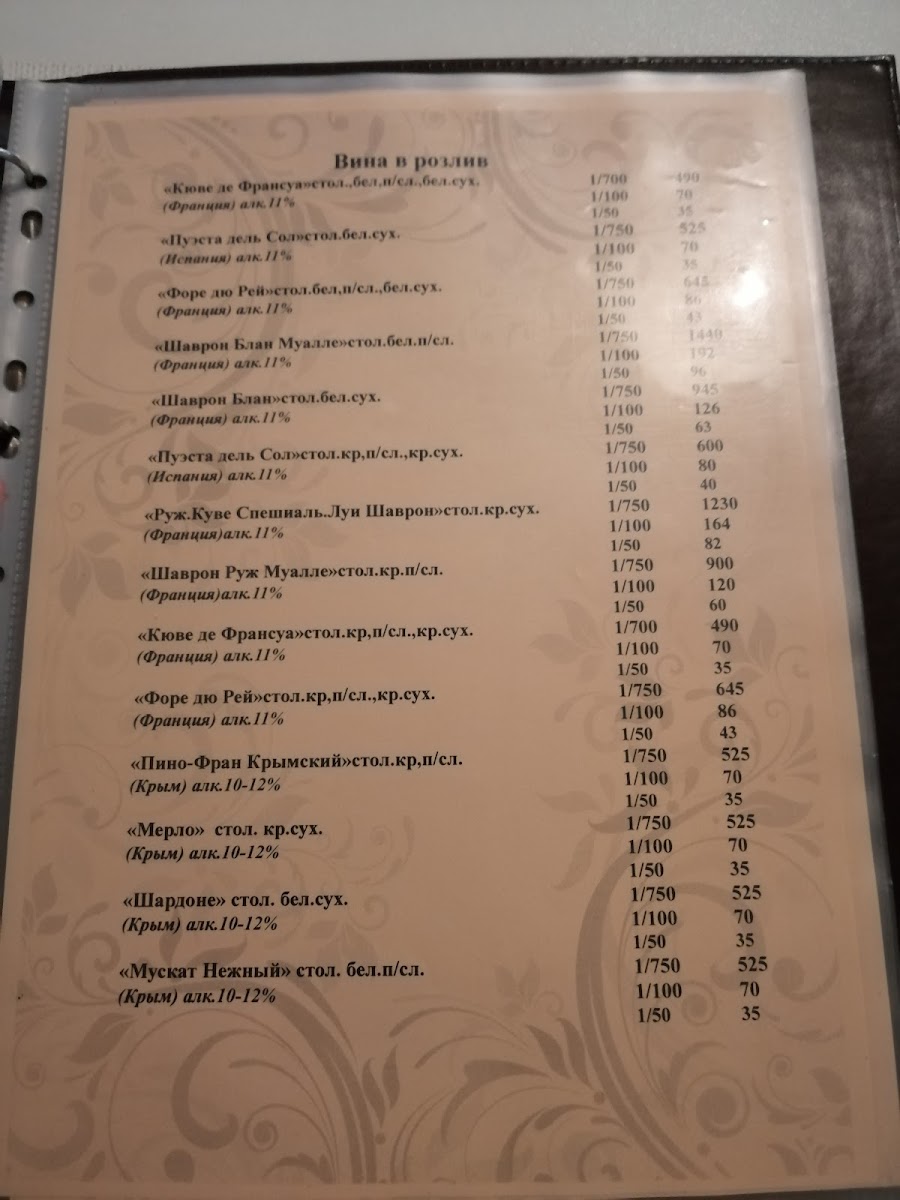 Вина в розлив
«Кюве де Франсуа»стол.,бел,п/сл.,бел.сух. 1/700 490
(Франция) алк.11% 1/100 70
1/50 35
«Пуэста дель Сол»стол.бел.сух. 1/750 525
(Испания) алк.11% 1/100 70
1/50 35
«Форе дю Рей»стол.бел,п/сл.,бел.сух. 1/750 645
(Франция) алк.11% 1/100 86
1/50 43
«Шаврон Блан Муалле»стол.бел.п/сл. 1/750 1440
(Франция) алк.11% 1/100 192
1/50 96
«Шаврон Блан»стол.бел.сух. 1/750 945
(Франция) алк.11% 1/100 126
1/50 63
«Пуэста дель Сол»стол.кр,п/сл.,кр.сух. 1/750 600
(Испания) алк.11% 1/100 80
1/50 40
«Руж.Куве Спешиаль.Луи Шаврон»стол.кр.сух. 1/750 1230
(Франция)алк.11% 1/100 164
1/50 82
«Шаврон Руж Муалле»стол.кр.п/сл. 1/750 900
(Франция)алк.11% 1/100 120
1/50 60
«Кюве де Франсуа»стол.кр,п/сл.,кр.сух. 1/700 490
(Франция) алк.11% 1/100 70
1/50 35
«Форе дю Рей»стол.кр,п/сл.,кр.сух. 1/750 645
(Франция) алк.11% 1/100 86
1/50 43
«Пино-Фран Крымский»стол.кр,п/сл. 1/750 525
(Крым) алк.10-12% 1/100 70
1/50 35
«Мерло» стол. кр.сух. 1/750 525
(Крым) алк.10-12% 1/100 70
1/50 35
«Шардоне» стол. бел.сух. 1/750 525
(Крым) алк.10-12% 1/100 70
1/50 35
«Мускат Нежный» стол. бел.п/сл. 1/750 525
(Крым) алк.10-12% 1/100 70
1/50 35